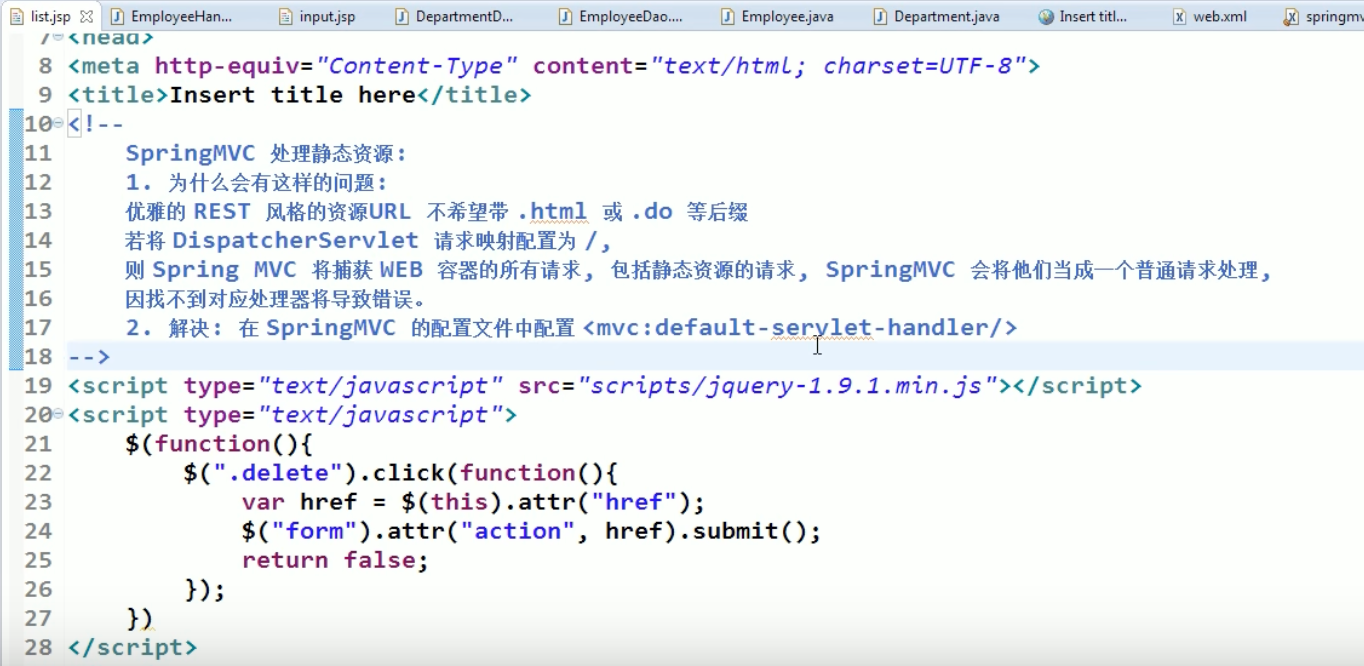 list.jsp EmployeeHan... input.jsp DepartmentD... EmployeeDao.... Employee.java Department.java Insert titl... web.xml springmv
7 <head>
8 <meta http-equiv="Content-Type" content="text/html; charset=UTF-8">
9 <title>Insert title here</title>
10 <!--
11 SpringMVC 处理静态资源:
12 1. 为什么会有这样的问题:
13 优雅的 REST 风格的资源URL 不希望带 .html 或 .do 等后缀
14 若将 DispatcherServlet 请求映射配置为 /,
15 则 Spring MVC 将捕获 WEB 容器的所有请求, 包括静态资源的请求, SpringMVC 会将他们当成一个普通请求处理,
16 因找不到对应处理器将导致错误。
17 2. 解决: 在 SpringMVC 的配置文件中配置 <mvc:default-servlet-handler/>
18 -->
19 <script type="text/javascript" src="scripts/jquery-1.9.1.min.js"></script>
20 <script type="text/javascript">
21 $(function(){
22 $(".delete").click(function(){
23 var href = $(this).attr("href");
24 $("form").attr("action", href).submit();
25 return false;
26 });
27 })
28 </script>